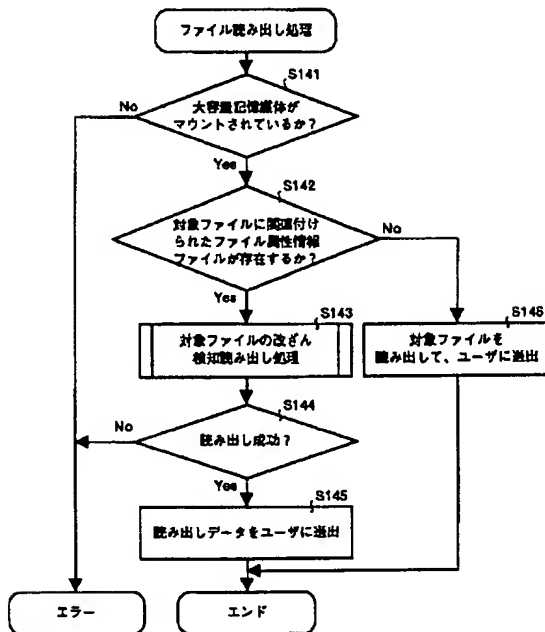 ファイル読み出し処理
S141
大容量記憶媒体が
マウントされているか？
No
Yes
S142
対象ファイルに関連付け
られたファイル属性情報
ファイルが存在するか？
No
Yes
S143
対象ファイルの改ざん
検知読み出し処理
S146
対象ファイルを
読み出して、ユーザに送出
S144
読み出し成功？
No
Yes
S145
読み出しデータをユーザに送出
エラー
エンド